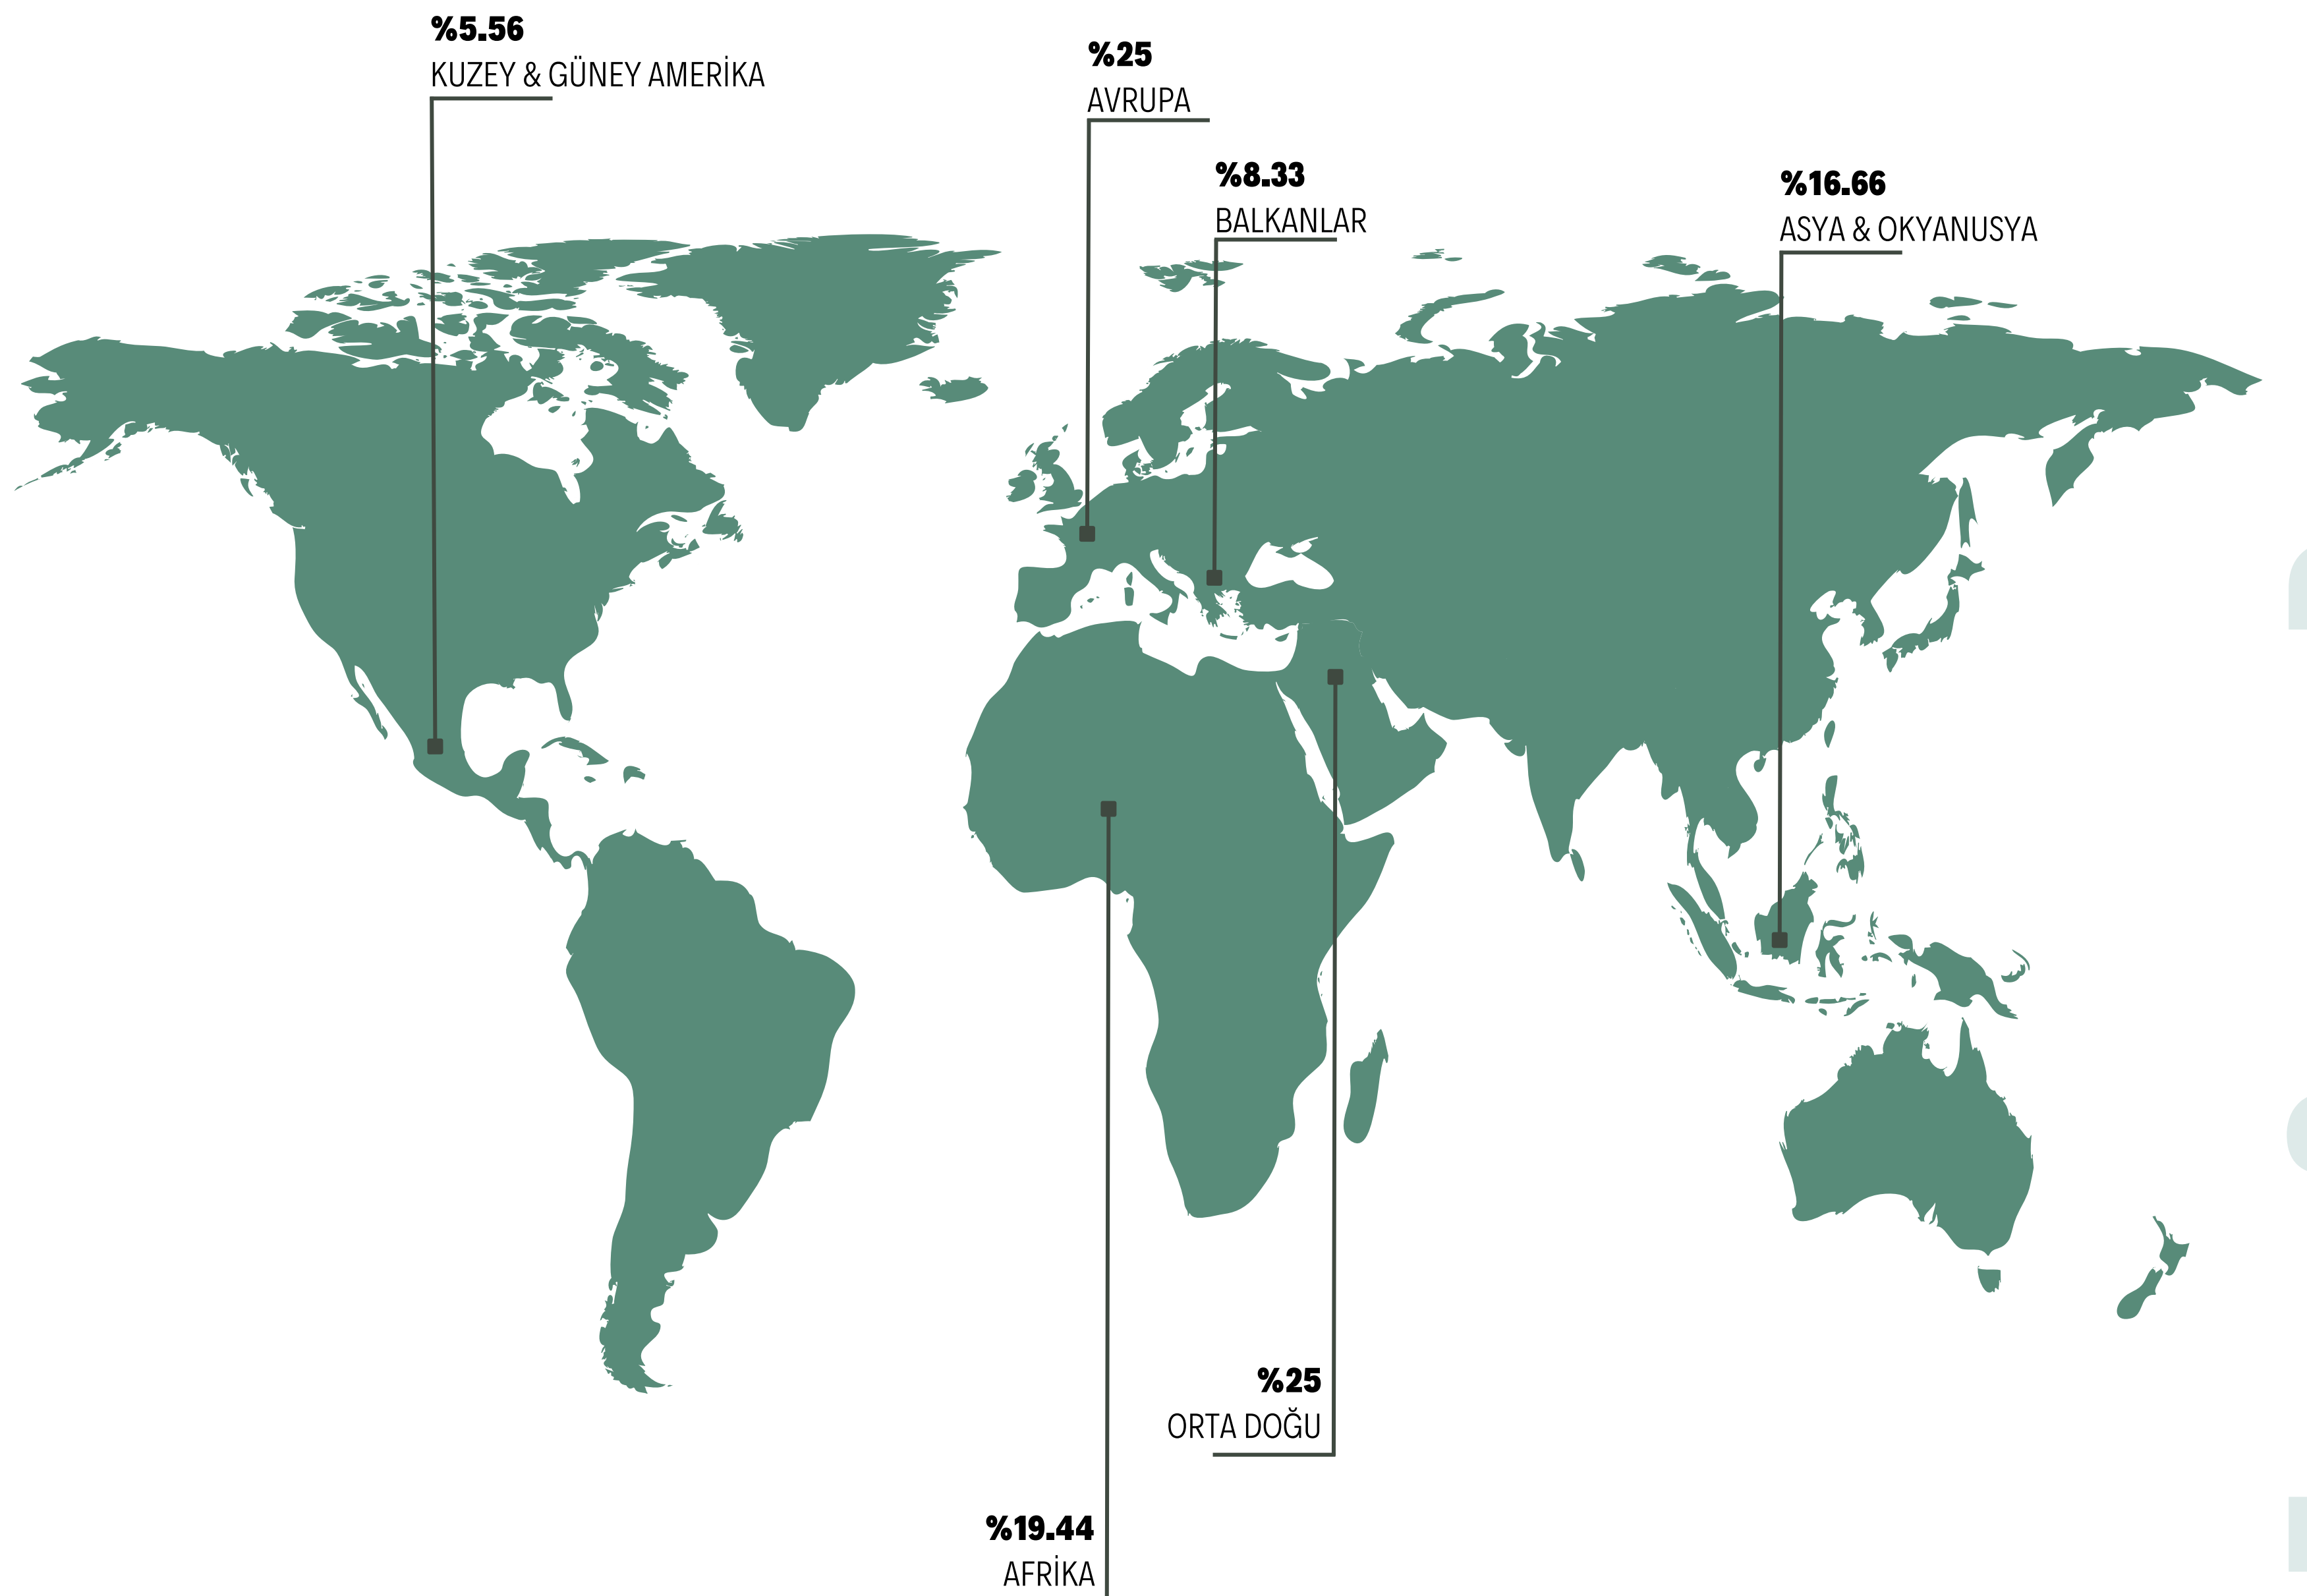 %5.56
KUZEY & GÜNEY AMERİKA
%25
AVRUPA
%8.33
BALKANLAR
%16.66
ASYA & OKYANUSYA
%25
ORTA DOĞU
%19.44
AFRİKA